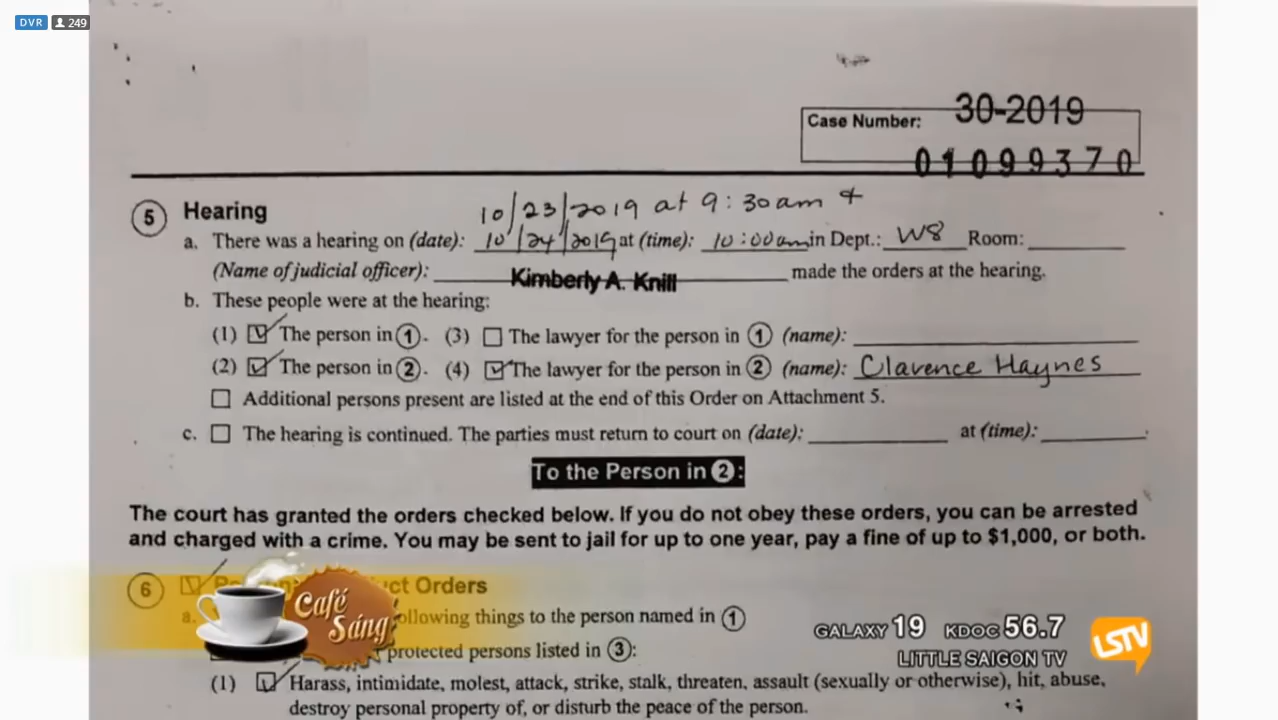 DVR 249
30-2019
Case Number:
01099370
5 Hearing
10/23/2019 at 9:30am &
a. There was a hearing on (date): 10/24/2019 at (time): 10:00am in Dept.: W8 Room:
(Name of judicial officer): Kimberly A. Knill made the orders at the hearing.
b. These people were at the hearing:
(1) The person in 1. (3) The lawyer for the person in 1 (name):
(2) The person in 2. (4) The lawyer for the person in 2 (name): Clarence Haynes
Additional persons present are listed at the end of this Order on Attachment 5.
c. The hearing is continued. The parties must return to court on (date): at (time):
To the Person in 2:
The court has granted the orders checked below. If you do not obey these orders, you can be arrested
and charged with a crime. You may be sent to jail for up to one year, pay a fine of up to $1,000, or both.
6 Orders
a. following things to the person named in 1
protected persons listed in 3:
(1) Harass, intimidate, molest, attack, strike, stalk, threaten, assault (sexually or otherwise), hit, abuse,
destroy personal property of, or disturb the peace of the person.
Café
Sáng
GALAXY 19 KDOC 56.7
LITTLE SAIGON TV
LSTV